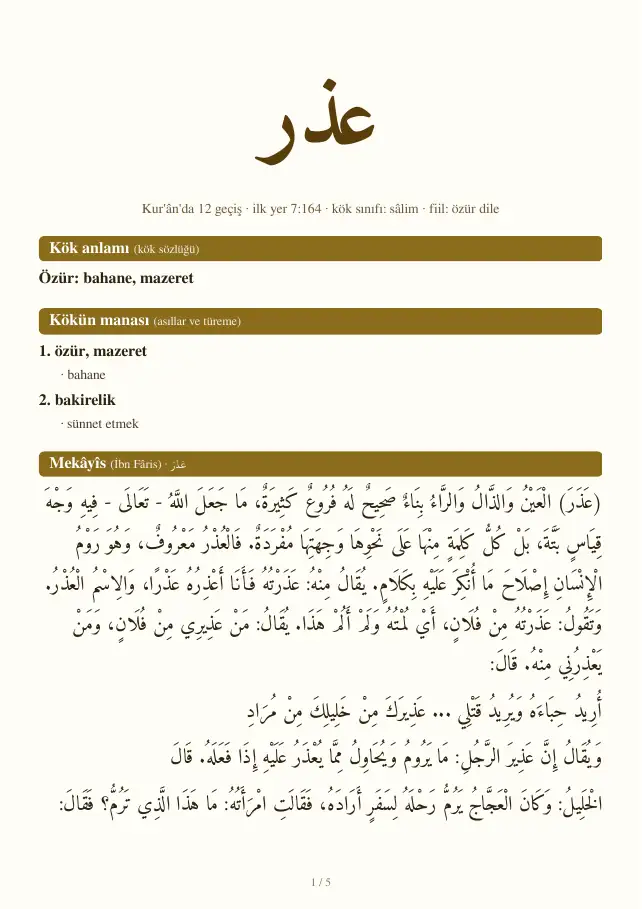 عذر
Kur'ân'da 12 geçiş · ilk yer 7:164 · kök sınıfı: sâlim · fiil: özür dile
Kök anlamı (kök sözlüğü)
Özür: bahane, mazeret
Kökün manası (asıllar ve türeme)
1. özür, mazeret
· bahane
2. bakirelik
· sünnet etmek
Mekâyîs (İbn Fâris) · عَذَرَ
(عَذَرَ) الْعَيْنُ وَالذَّالُ وَالرَّاءُ بِنَاءٌ صَحِيحٌ لَهُ فُرُوعٌ كَثِيرَةٌ، مَا جَعَلَ اللَّهُ - تَعَالَى - فِيهِ وَجْهَ
قِيَاسٍ بَتَّةَ، بَلْ كُلُّ كَلِمَةٍ مِنْهَا عَلَى نَحْوِهَا وَجِهَتِهَا مُفْرَدَةٌ. فَالْعُذْرُ مَعْرُوفٌ، وَهُوَ رَوْمُ
الْإِنْسَانِ إِصْلَاحَ مَا أُنْكِرَ عَلَيْهِ بِكَلَامٍ. يُقَالُ مِنْهُ: عَذَرْتُهُ فَأَنَا أَعْذِرُهُ عَذْرًا، وَالِاسْمُ الْعُذْرُ.
وَتَقُولُ: عَذَرْتُهُ مِنْ فُلَانٍ، أَيْ لُمْتُهُ وَلَمْ أَلُمْ هَذَا. يُقَالُ: مَنْ عَذِيرِي مِنْ فُلَانٍ، وَمَنْ
يَعْذِرُنِي مِنْهُ. قَالَ:
أُرِيدُ حِبَاءَهُ وَيُرِيدُ قَتْلِي ... عَذِيرَكَ مِنْ خَلِيلِكَ مِنْ مُرَادِ
وَيُقَالُ إِنَّ عَذِيرَ الرَّجُلِ: مَا يَرُومُ وَيُحَاوِلُ مِمَّا يُعْذَرُ عَلَيْهِ إِذَا فَعَلَهُ. قَالَ
الْخَلِيلُ: وَكَانَ الْعَجَّاجُ يَرُمُّ رَحْلَهُ لِسَفَرٍ أَرَادَهُ، فَقَالَتِ امْرَأَتُهُ: مَا هَذَا الَّذِي تَرُمُّ؟ فَقَالَ:
1 / 5